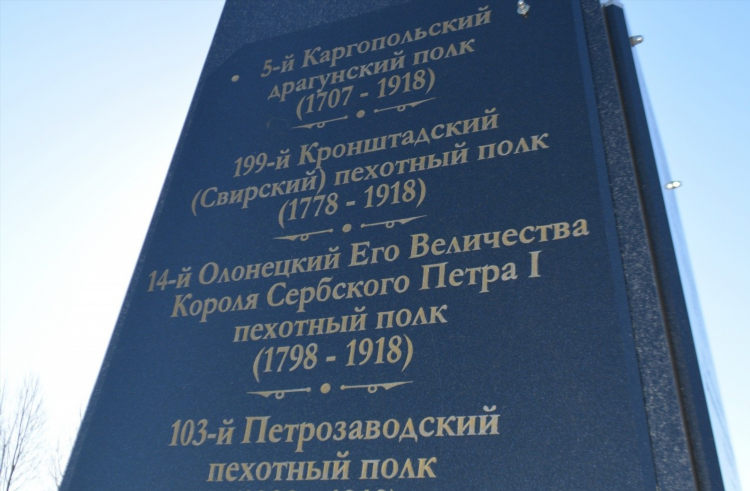 5-й Каргопольский
драгунский полк
(1707 - 1918)
199-й Кронштадский
(Свирский) пехотный полк
(1778 - 1918)
14-й Олонецкий Его Величества
Короля Сербского Петра I
пехотный полк
(1798 - 1918)
103-й Петрозаводский
пехотный полк